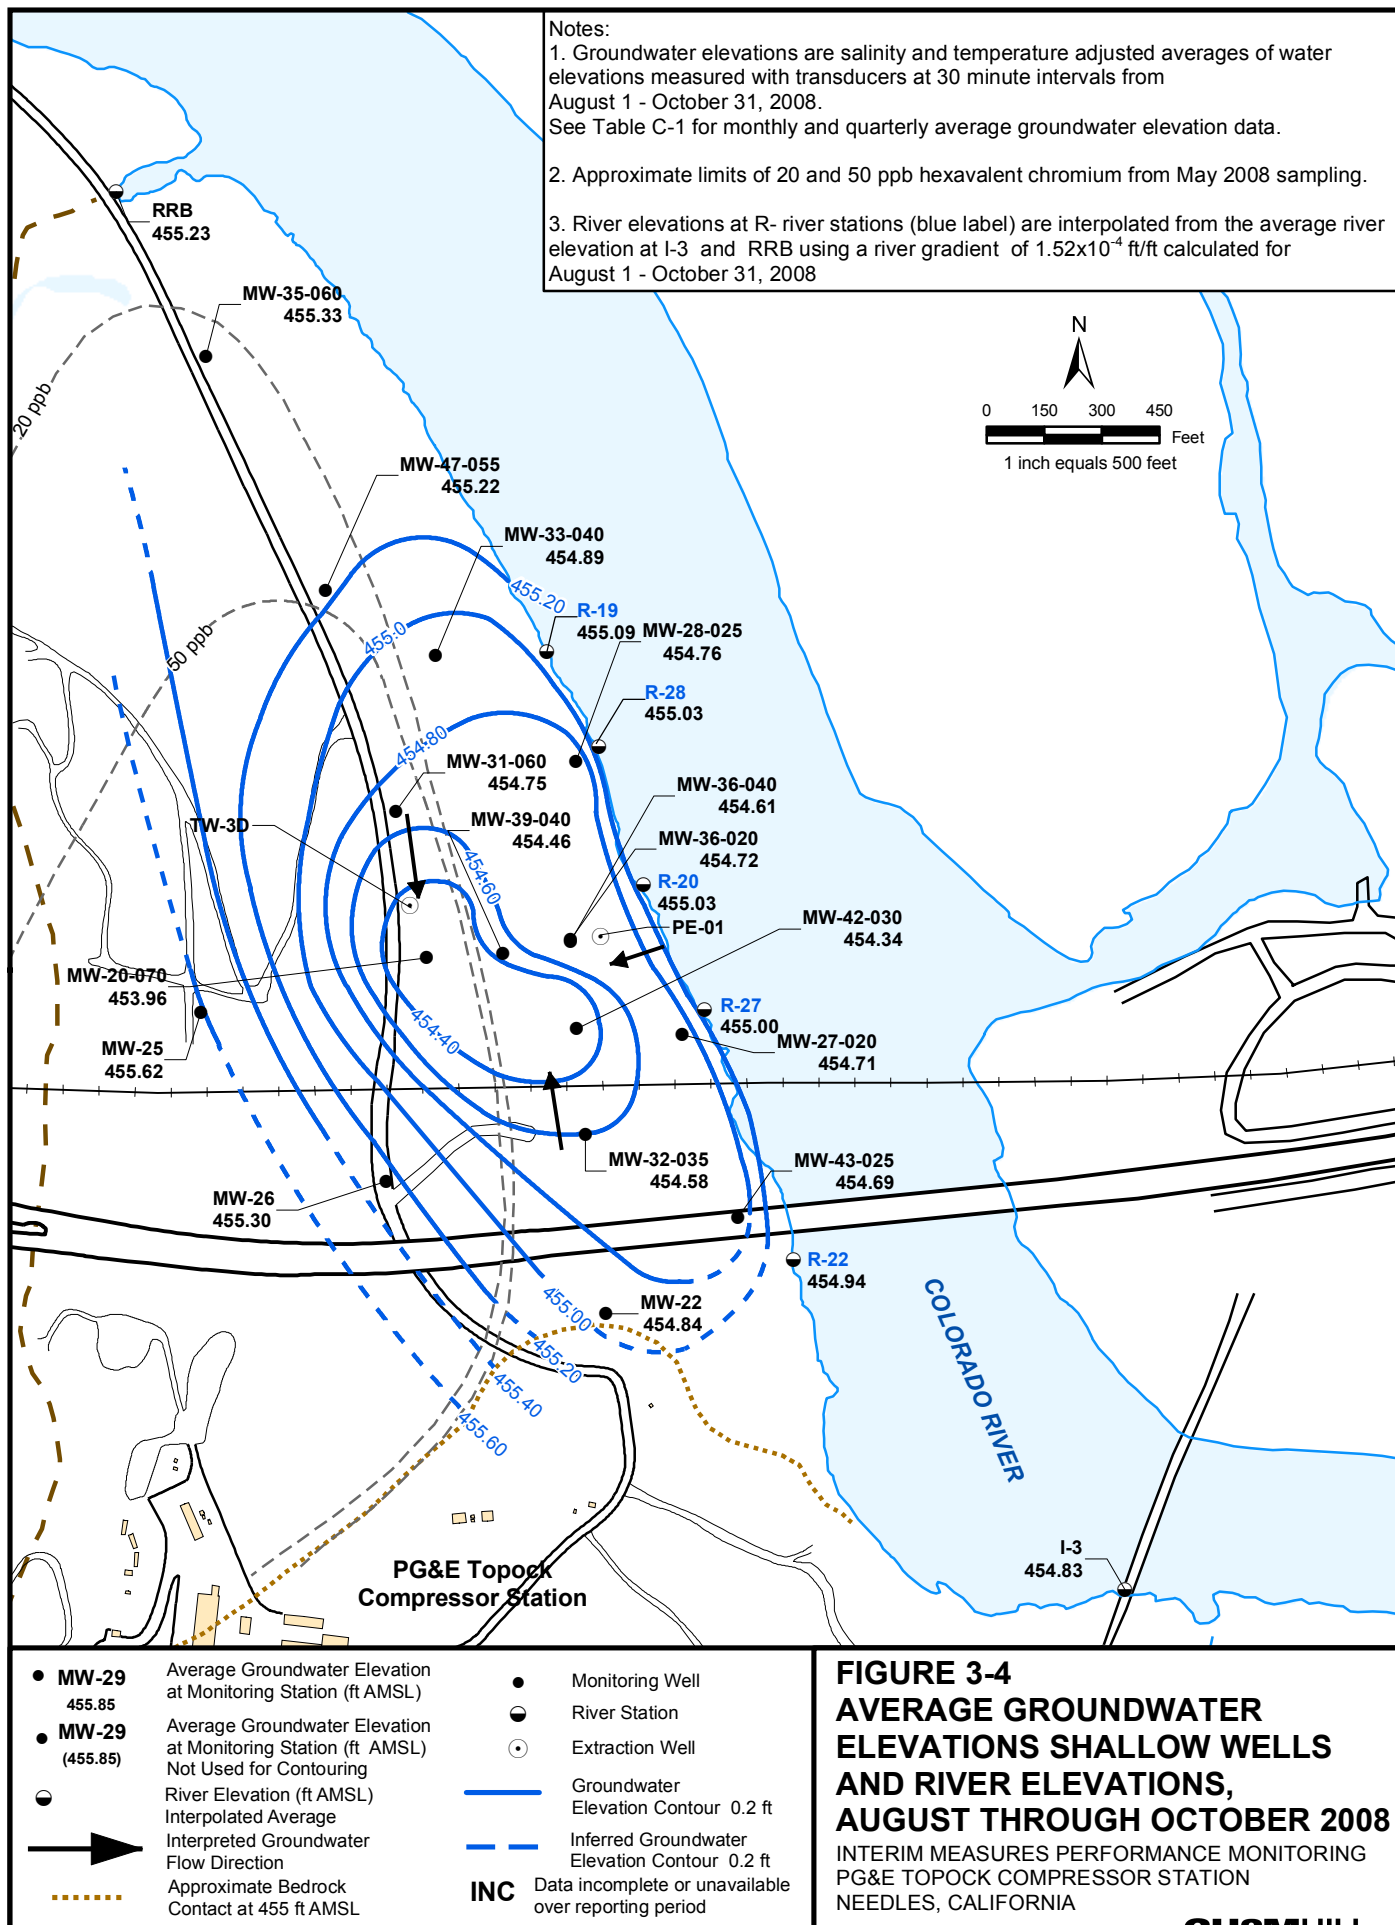 Notes:
1. Groundwater elevations are salinity and temperature adjusted averages of water
elevations measured with transducers at 30 minute intervals from
August 1 - October 31, 2008.
See Table C-1 for monthly and quarterly average groundwater elevation data.
2. Approximate limits of 20 and 50 ppb hexavalent chromium from May 2008 sampling.
3. River elevations at R- river stations (blue label) are interpolated from the average river
elevation at I-3 and RRB using a river gradient of 1.52x10⁻⁴ ft/ft calculated for
August 1 - October 31, 2008
RRB
455.23
MW-35-060
455.33
N
0 150 300 450
Feet
1 inch equals 500 feet
20 ppb
MW-47-055
455.22
MW-33-040
454.89
455.20
R-19
455.09
455.0
MW-28-025
454.76
50 ppb
R-28
455.03
454.80
MW-31-060
454.75
MW-36-040
454.61
TW-3D
MW-39-040
454.46
MW-36-020
454.72
454.60
R-20
455.03
PE-01
MW-42-030
454.34
MW-20-070
453.96
R-27
455.00
454.40
MW-25
455.62
MW-27-020
454.71
MW-32-035
454.58
MW-43-025
454.69
MW-26
455.30
R-22
454.94
455.00
MW-22
454.84
455.20
455.40
455.60
COLORADO RIVER
I-3
454.83
PG&E Topock
Compressor Station
MW-29
455.85
Average Groundwater Elevation
at Monitoring Station (ft AMSL)
MW-29
(455.85)
Average Groundwater Elevation
at Monitoring Station (ft AMSL)
Not Used for Contouring
River Elevation (ft AMSL)
Interpolated Average
Interpreted Groundwater
Flow Direction
Approximate Bedrock
Contact at 455 ft AMSL
Monitoring Well
River Station
Extraction Well
Groundwater
Elevation Contour 0.2 ft
Inferred Groundwater
Elevation Contour 0.2 ft
INC
Data incomplete or unavailable
over reporting period
FIGURE 3-4
AVERAGE GROUNDWATER
ELEVATIONS SHALLOW WELLS
AND RIVER ELEVATIONS,
AUGUST THROUGH OCTOBER 2008
INTERIM MEASURES PERFORMANCE MONITORING
PG&E TOPOCK COMPRESSOR STATION
NEEDLES, CALIFORNIA